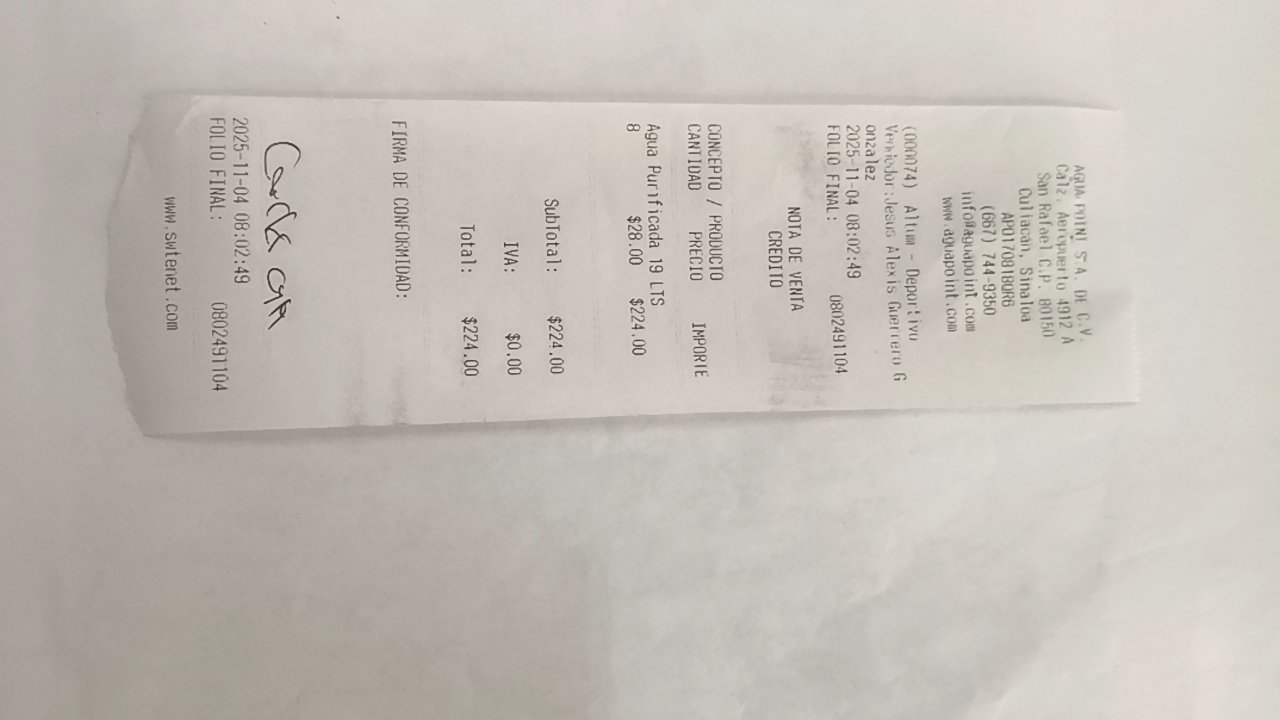 AGUA POINT S.A. DE C.V.
Calz. Aeropuerto 4912 A
San Rafael C.P. 80150
Culiacan, Sinaloa
APO170818QR6
(667) 744-9350
info@aguapoint.com
www.aguapoint.com
(000074) Altum - Deportivo
Vendedor:Jesus Alexis Guerrero G
onzalez
2025-11-04 08:02:49
FOLIO FINAL: 0802491104
NOTA DE VENTA
CREDITO
CONCEPTO / PRODUCTO
CANTIDAD PRECIO IMPORTE
Agua Purificada 19 LTS
8 $28.00 $224.00
SubTotal: $224.00
IVA: $0.00
Total: $224.00
FIRMA DE CONFORMIDAD:
2025-11-04 08:02:49
FOLIO FINAL: 0802491104
www.swtenet.com